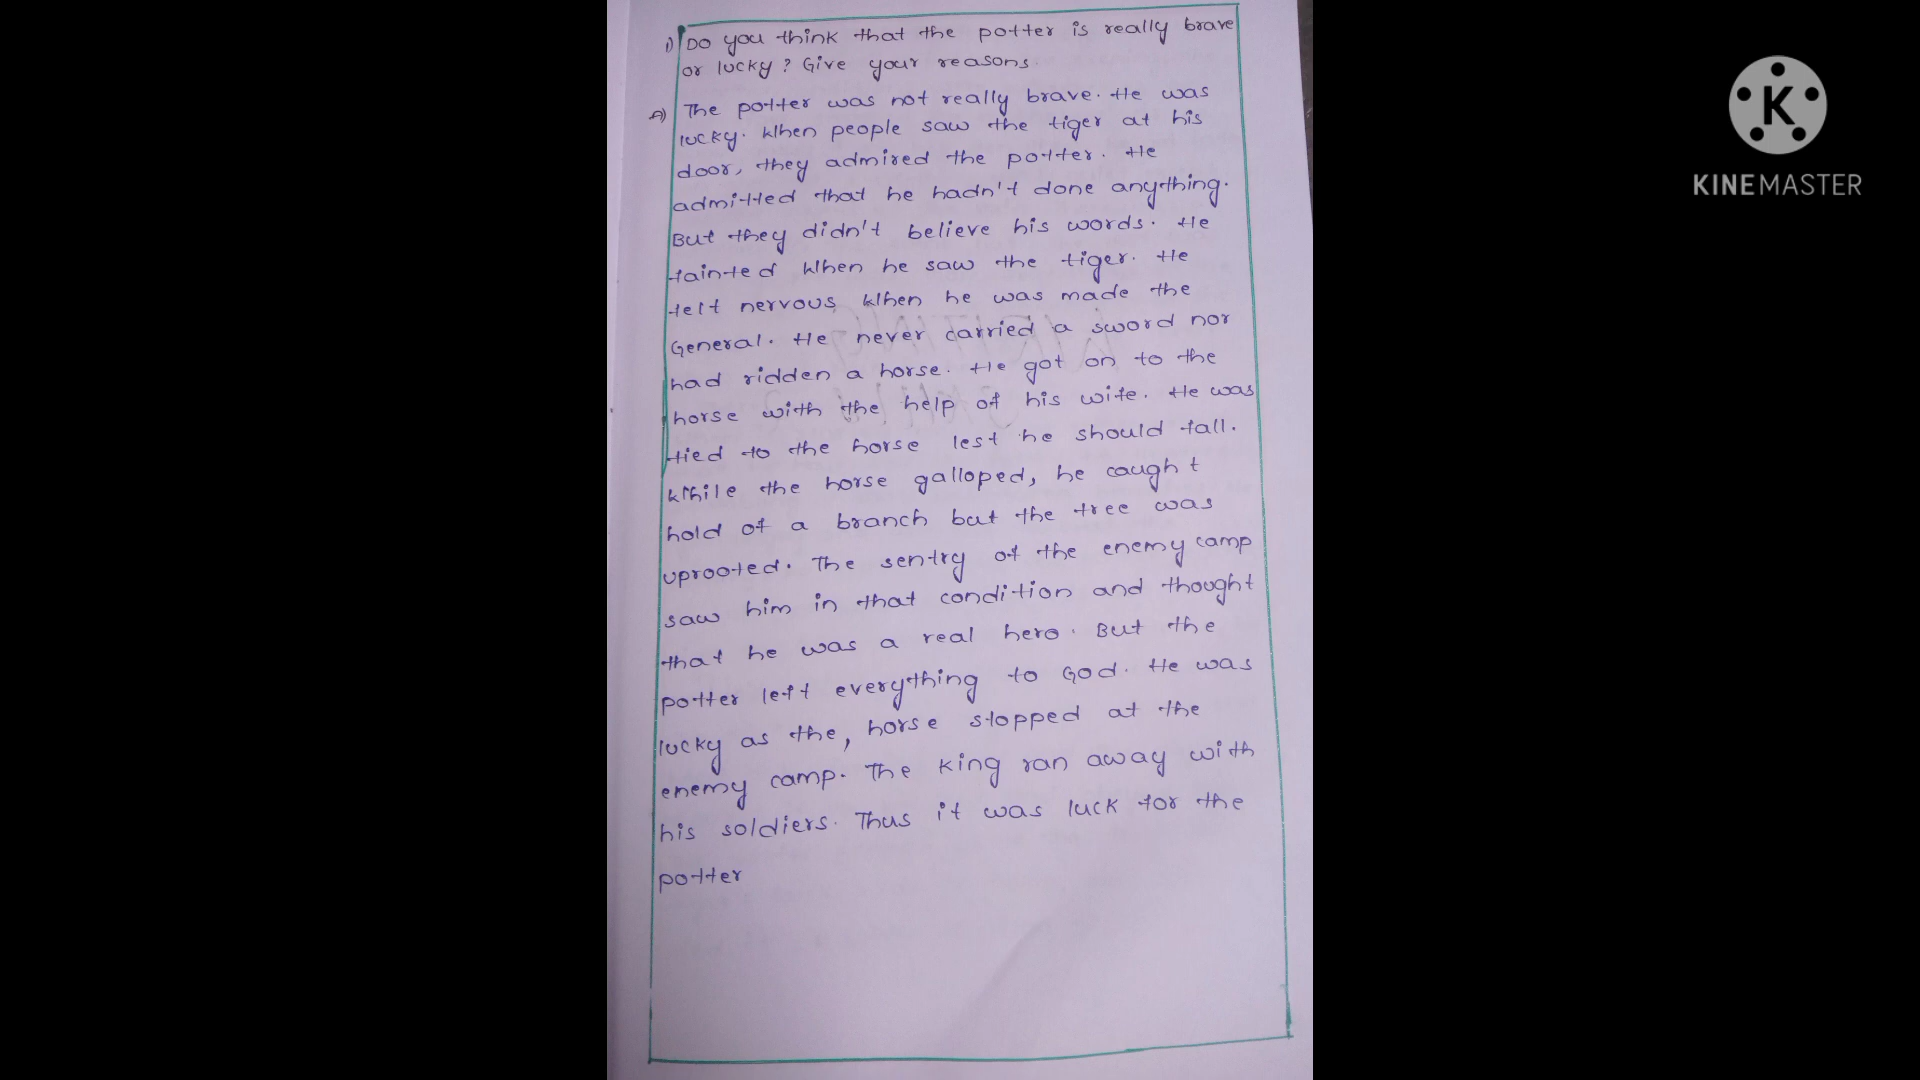 1) Do you think that the potter is really brave
or lucky? Give your reasons.
A) The potter was not really brave. He was
lucky. When people saw the tiger at his
door, they admired the potter. He
admitted that he hadn't done anything.
But they didn't believe his words. He
fainted When he saw the tiger. He
felt nervous When he was made the
General. He never carried a sword nor
had ridden a horse. He got on to the
horse with the help of his wife. He was
tied to the horse lest he should fall.
While the horse galloped, he caught
hold of a branch but the tree was
uprooted. The sentry of the enemy camp
saw him in that condition and thought
that he was a real hero. But the
potter left everything to God. He was
lucky as the, horse stopped at the
enemy camp. The King ran away with
his soldiers. Thus it was luck for the
potter
K
KINEMASTER